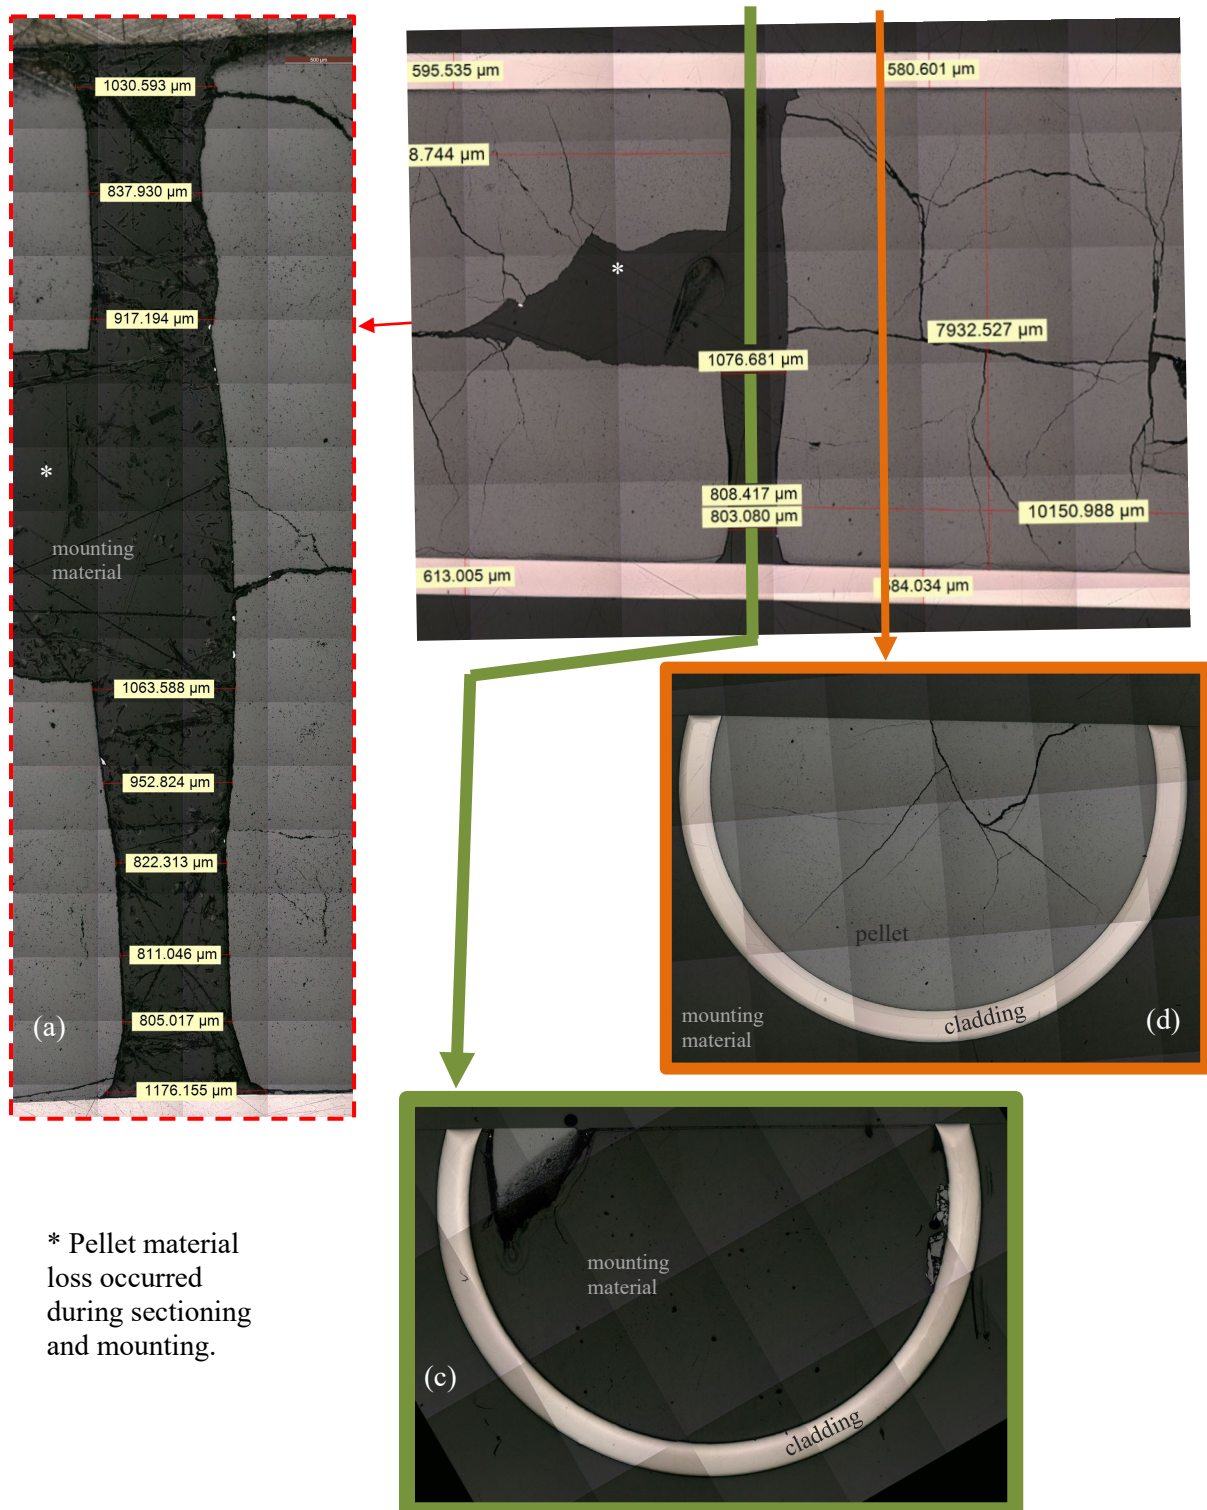 500 µm
1030.593 µm
837.930 µm
917.194 µm
*
mounting
material
1063.588 µm
952.824 µm
822.313 µm
811.046 µm
(a)
805.017 µm
1176.155 µm
595.535 µm
580.601 µm
8.744 µm
*
7932.527 µm
1076.681 µm
808.417 µm
803.080 µm
10150.988 µm
613.005 µm
584.034 µm
pellet
mounting
material
cladding
(d)
mounting
material
(c)
cladding
* Pellet material
loss occurred
during sectioning
and mounting.